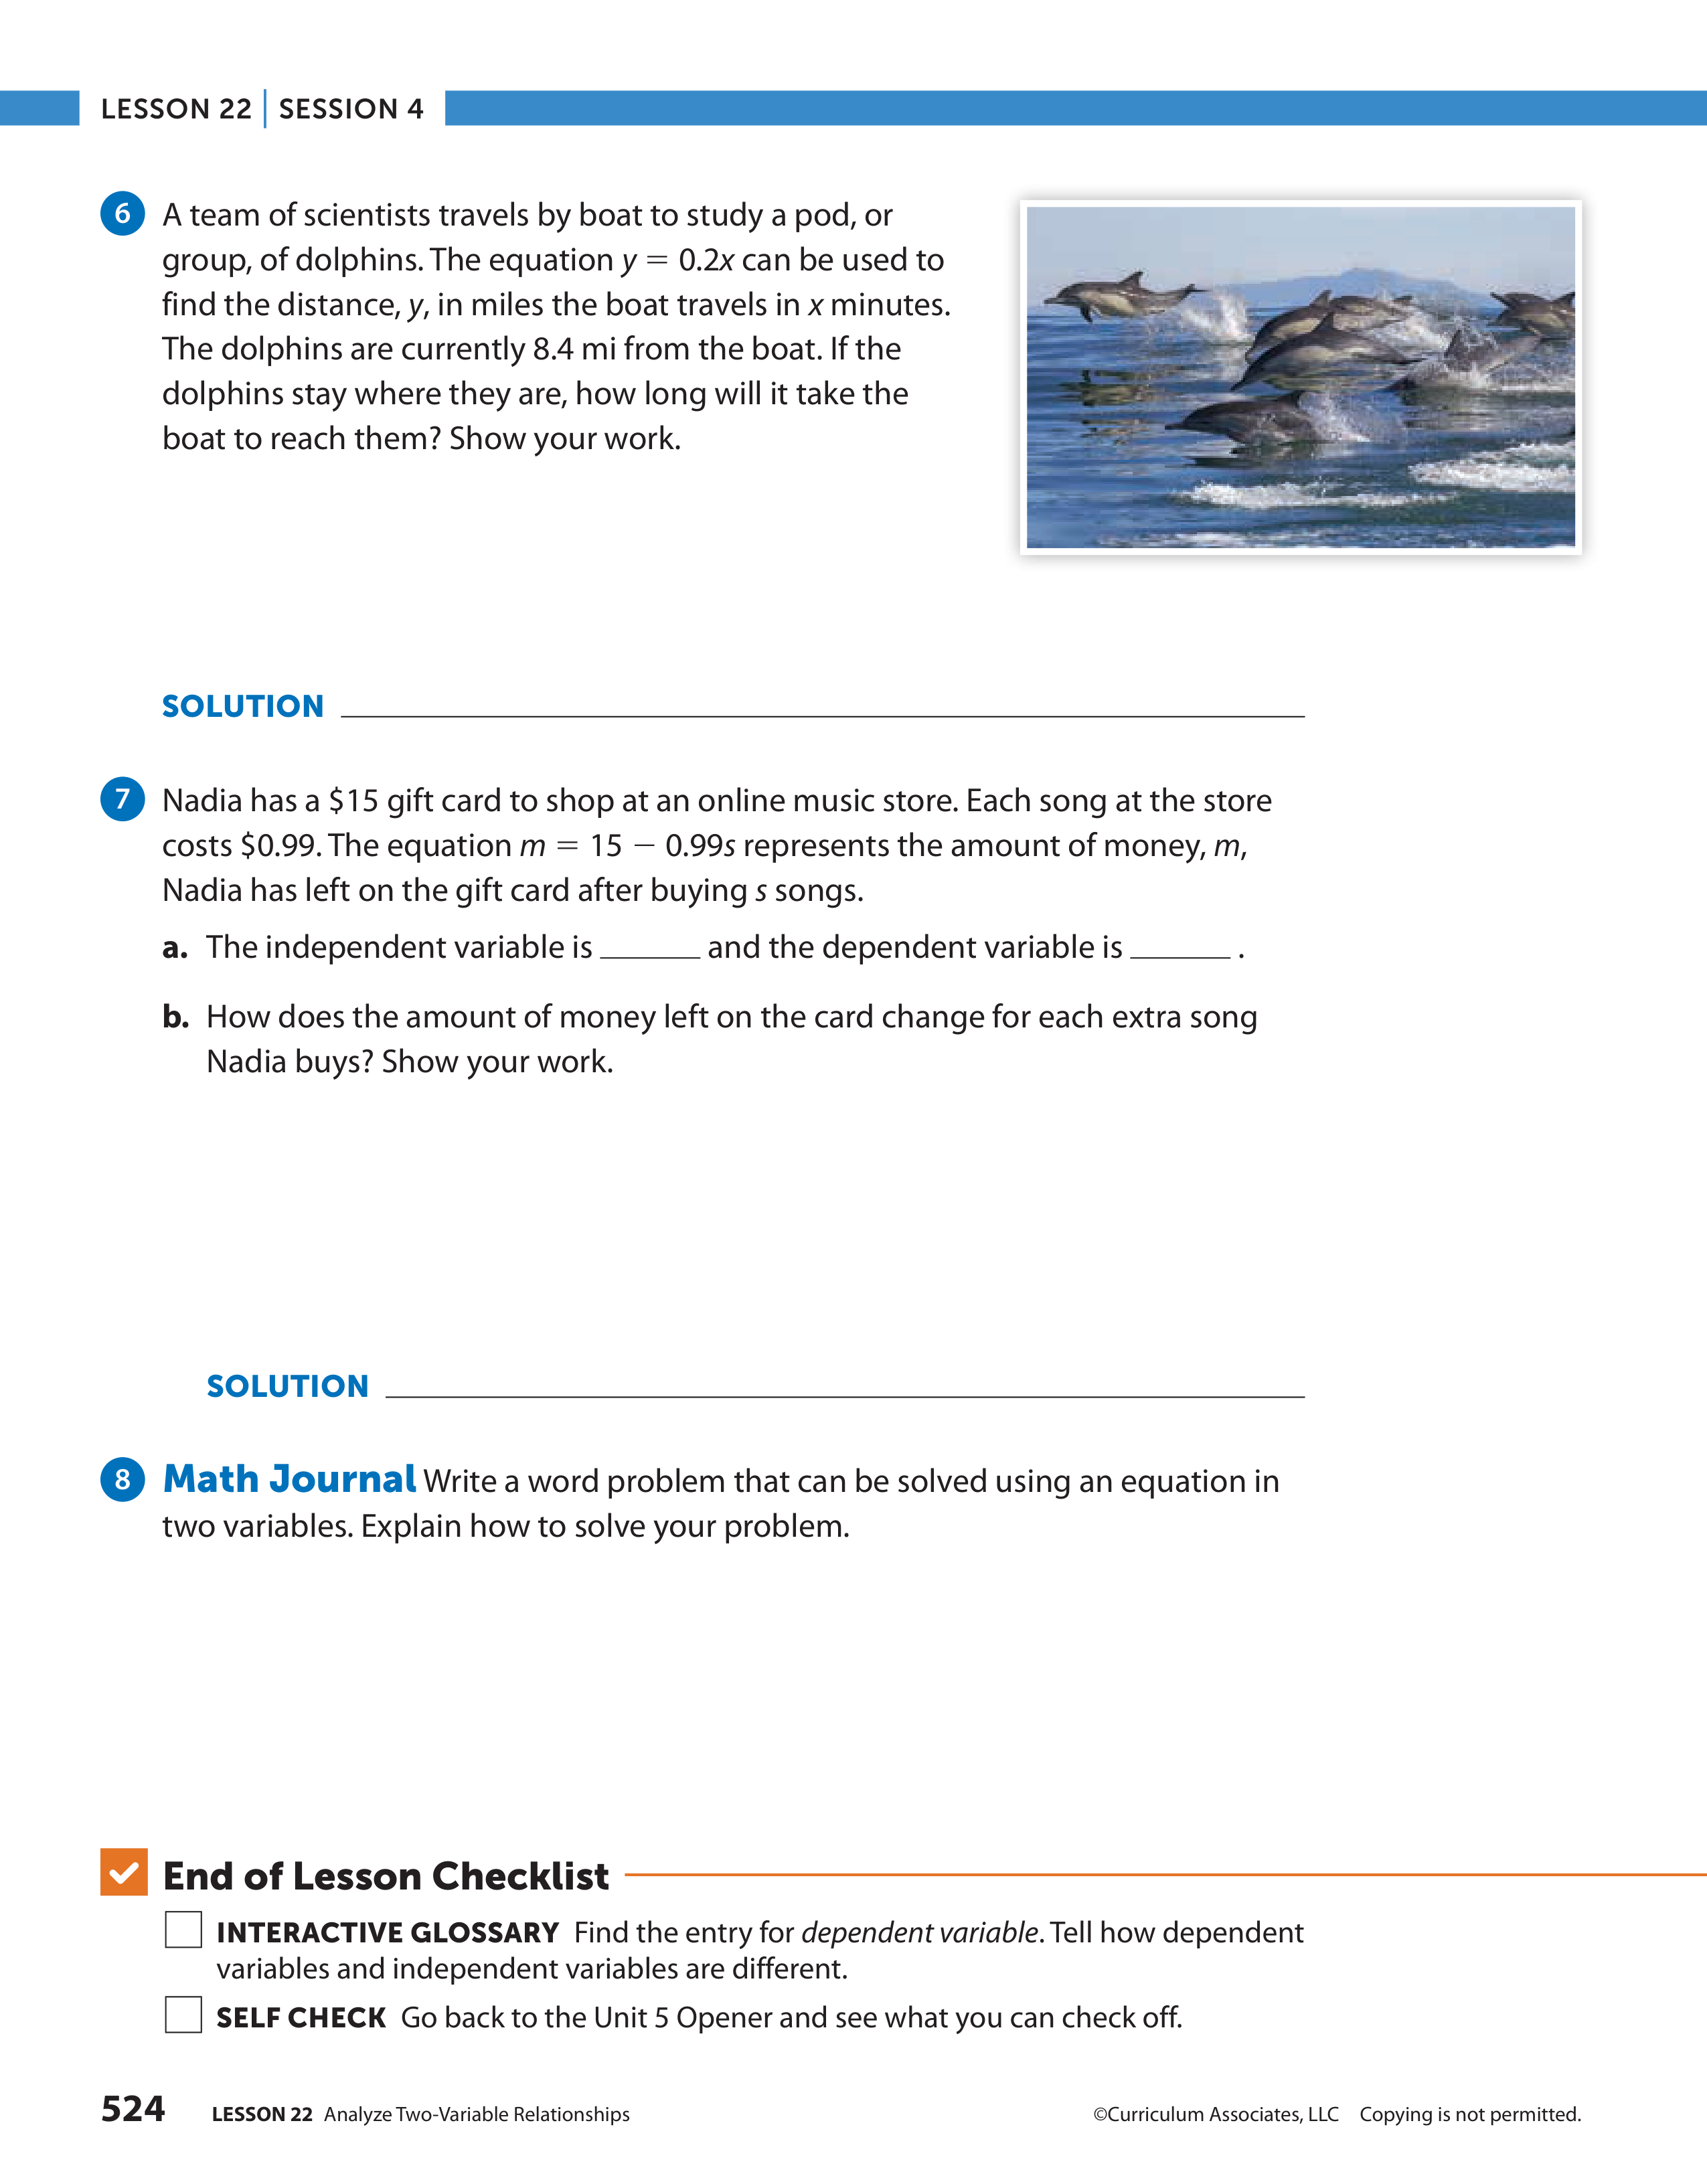 LESSON 22 | SESSION 4
6 A team of scientists travels by boat to study a pod, or
group, of dolphins. The equation y = 0.2x can be used to
find the distance, y, in miles the boat travels in x minutes.
The dolphins are currently 8.4 mi from the boat. If the
dolphins stay where they are, how long will it take the
boat to reach them? Show your work.
SOLUTION
7 Nadia has a $15 gift card to shop at an online music store. Each song at the store
costs $0.99. The equation m = 15 − 0.99s represents the amount of money, m,
Nadia has left on the gift card after buying s songs.
a. The independent variable is ______ and the dependent variable is ______ .
b. How does the amount of money left on the card change for each extra song
Nadia buys? Show your work.
SOLUTION
8 Math Journal Write a word problem that can be solved using an equation in
two variables. Explain how to solve your problem.
End of Lesson Checklist
INTERACTIVE GLOSSARY Find the entry for dependent variable. Tell how dependent
variables and independent variables are different.
SELF CHECK Go back to the Unit 5 Opener and see what you can check off.
524 LESSON 22 Analyze Two-Variable Relationships ©Curriculum Associates, LLC Copying is not permitted.